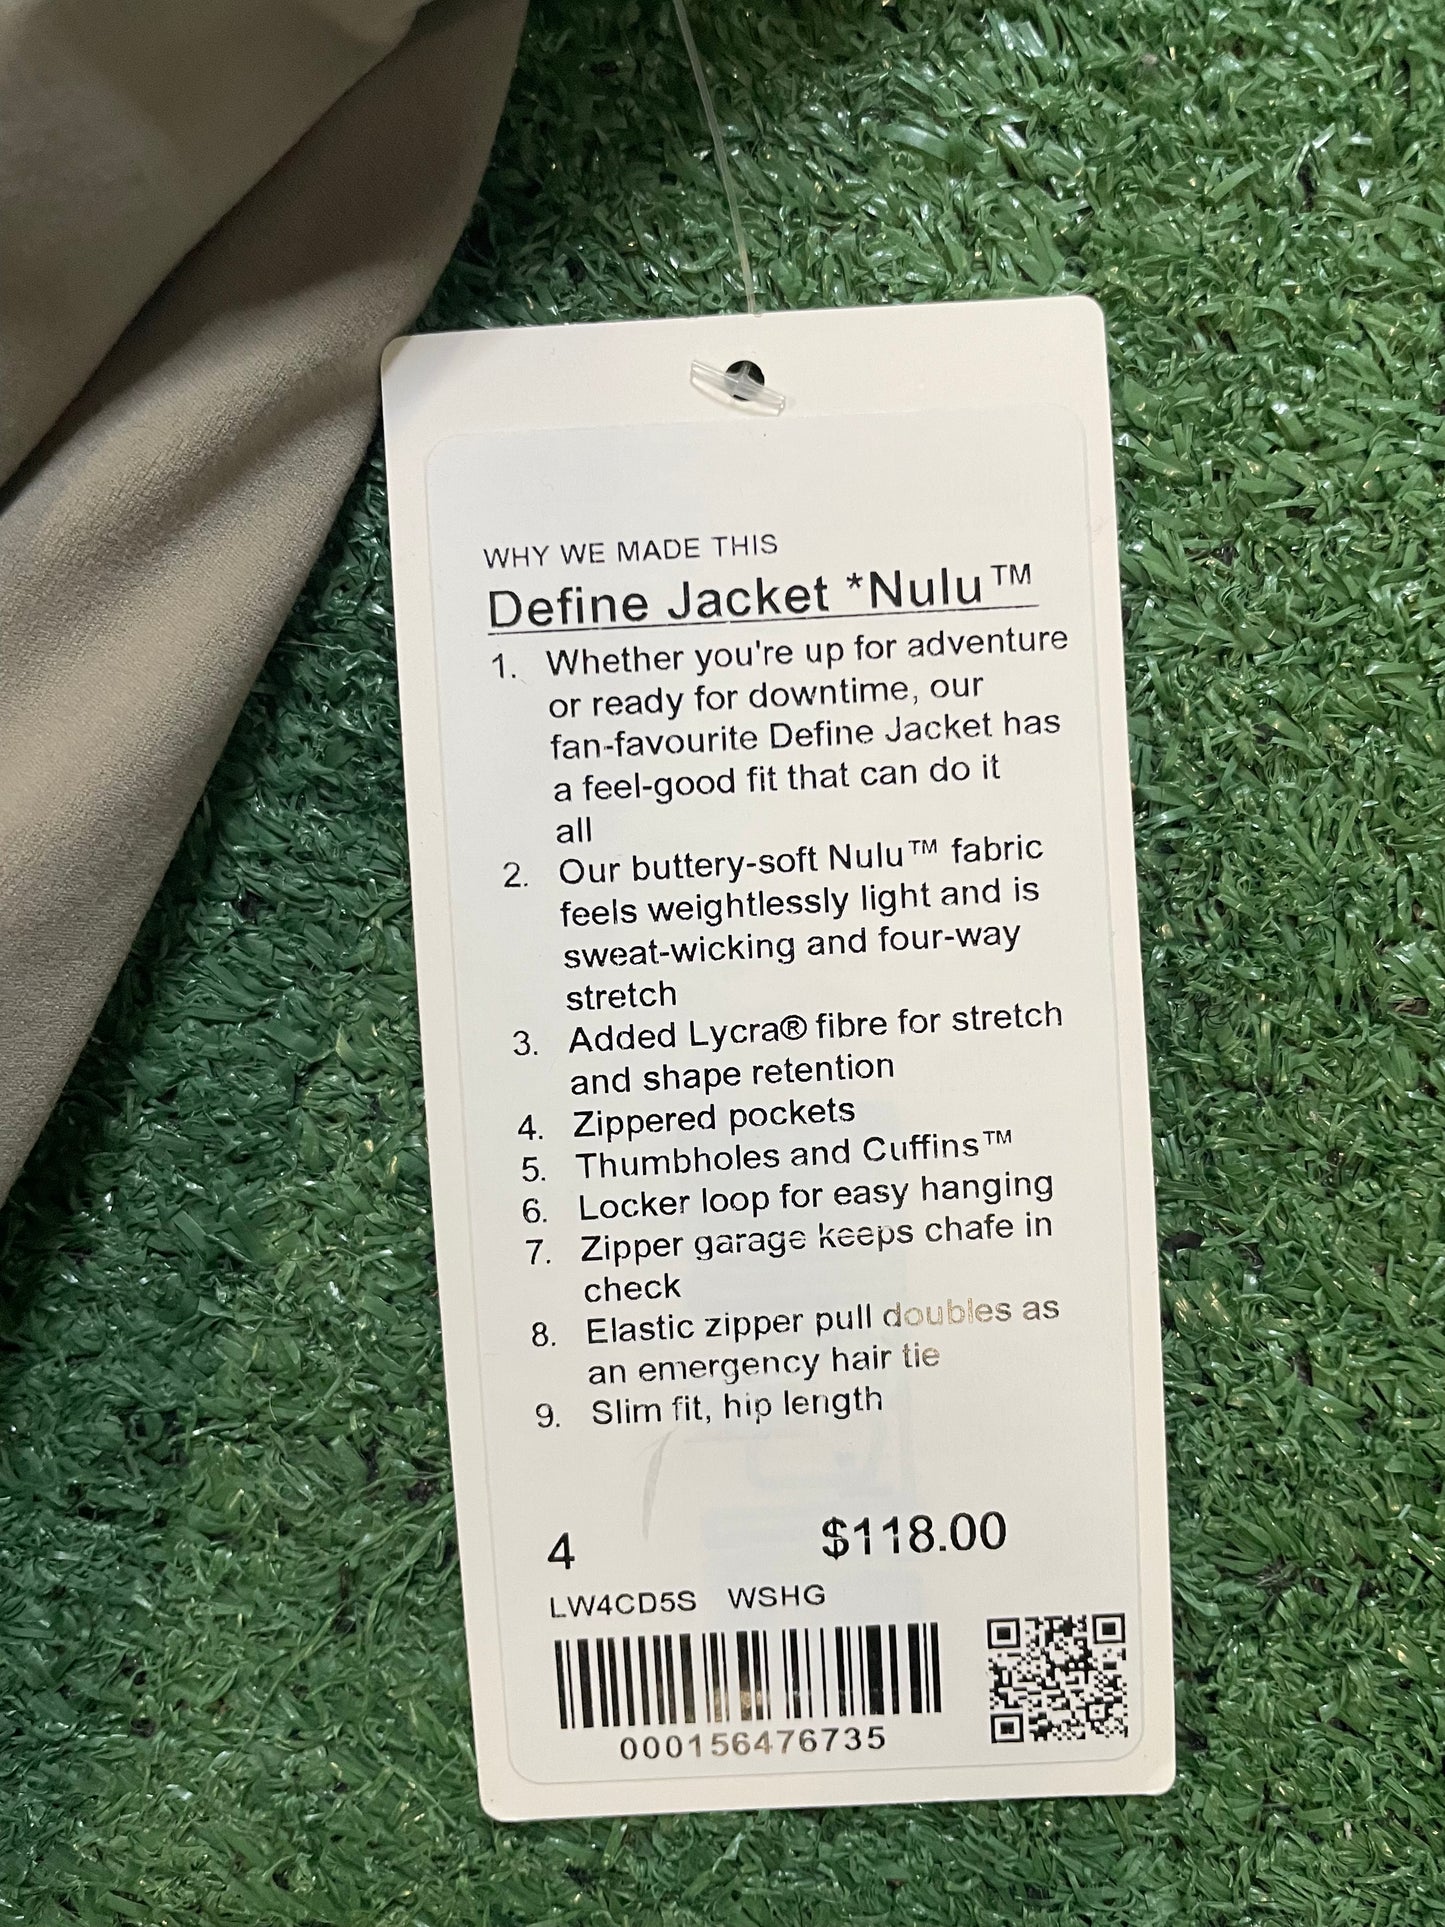 WHY WE MADE THIS
Define Jacket *Nulu™
1. Whether you're up for adventure
or ready for downtime, our
fan-favourite Define Jacket has
a feel-good fit that can do it
all
2. Our buttery-soft Nulu™ fabric
feels weightlessly light and is
sweat-wicking and four-way
stretch
3. Added Lycra® fibre for stretch
and shape retention
4. Zippered pockets
5. Thumbholes and Cuffins™
6. Locker loop for easy hanging
7. Zipper garage keeps chafe in
check
8. Elastic zipper pull doubles as
an emergency hair tie
9. Slim fit, hip length
4 $118.00
LW4CD5S WSHG
000156476735